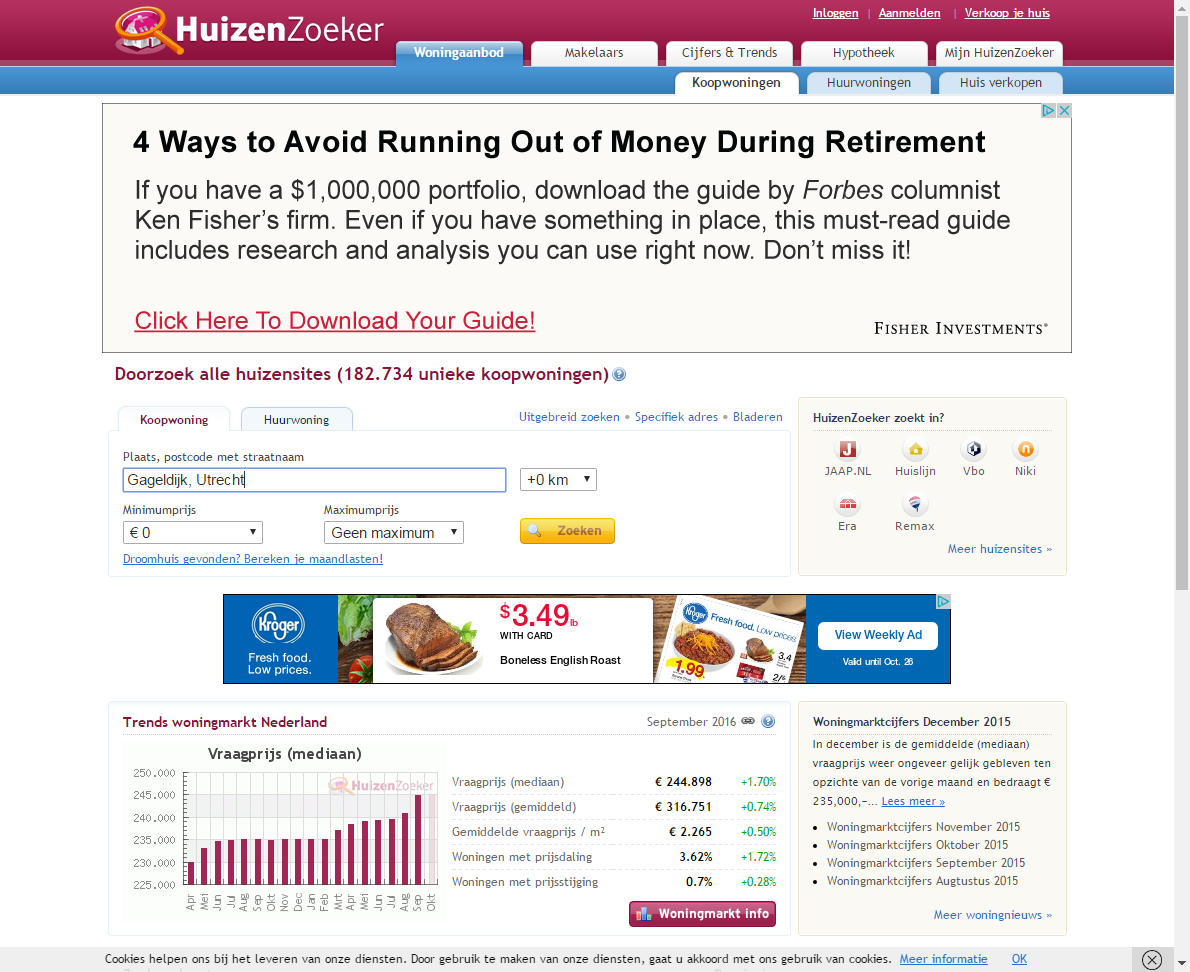 HuizenZoeker
Inloggen | Aanmelden | Verkoop je huis
Woningaanbod Makelaars Cijfers & Trends Hypotheek Mijn HuizenZoeker
Koopwoningen Huurwoningen Huis verkopen
4 Ways to Avoid Running Out of Money During Retirement
If you have a $1,000,000 portfolio, download the guide by Forbes columnist
Ken Fisher's firm. Even if you have something in place, this must-read guide
includes research and analysis you can use right now. Don't miss it!
Click Here To Download Your Guide!
FISHER INVESTMENTS®
Doorzoek alle huizensites (182.734 unieke koopwoningen)
Koopwoning Huurwoning
Uitgebreid zoeken • Specifiek adres • Bladeren
Plaats, postcode met straatnaam
Gageldijk, Utrecht
+0 km
Minimumprijs Maximumprijs
€ 0 Geen maximum Zoeken
Droomhuis gevonden? Bereken je maandlasten!
HuizenZoeker zoekt in?
JAAP.NL Huislijn Vbo Niki
Era Remax
Meer huizensites »
Kroger
Fresh food.
Low prices.
$3.49lb
WITH CARD
Boneless English Roast
Kroger Fresh food. Low prices.
3.4
1.99
2/$
View Weekly Ad
Valid until Oct. 26
Trends woningmarkt Nederland
September 2016
Vraagprijs (mediaan)
HuizenZoeker
250.000
245.000
240.000
235.000
230.000
225.000
Apr Mei Jun Jul Aug Sep Okt Nov Dec Jan Feb Mrt Apr Mei Jun Jul Aug Sep Okt
Vraagprijs (mediaan) € 244.898 +1.70%
Vraagprijs (gemiddeld) € 316.751 +0.74%
Gemiddelde vraagprijs / m² € 2.265 +0.50%
Woningen met prijsdaling 3.62% +1.72%
Woningen met prijsstijging 0.7% +0.28%
Woningmarkt info
Woningmarktcijfers December 2015
In december is de gemiddelde (mediaan)
vraagprijs weer ongeveer gelijk gebleven ten
opzichte van de vorige maand en bedraagt €
235,000,-... Lees meer »
Woningmarktcijfers November 2015
Woningmarktcijfers Oktober 2015
Woningmarktcijfers September 2015
Woningmarktcijfers Augtustus 2015
Meer woningnieuws »
Cookies helpen ons bij het leveren van onze diensten. Door gebruik te maken van onze diensten, gaat u akkoord met ons gebruik van cookies. Meer informatie OK